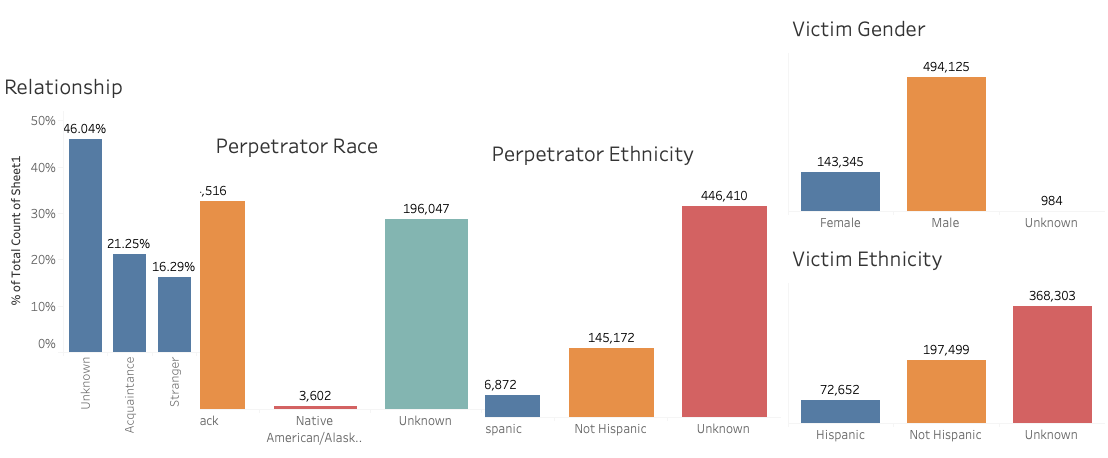 Relationship
% of Total Count of Sheet1
50%
40%
30%
20%
10%
0%
46.04%
21.25%
16.29%
Unknown
Acquaintance
Stranger
Perpetrator Race
,516
196,047
3,602
ack
Native
American/Alask..
Unknown
Perpetrator Ethnicity
446,410
145,172
6,872
spanic
Not Hispanic
Unknown
Victim Gender
494,125
143,345
984
Female
Male
Unknown
Victim Ethnicity
368,303
197,499
72,652
Hispanic
Not Hispanic
Unknown